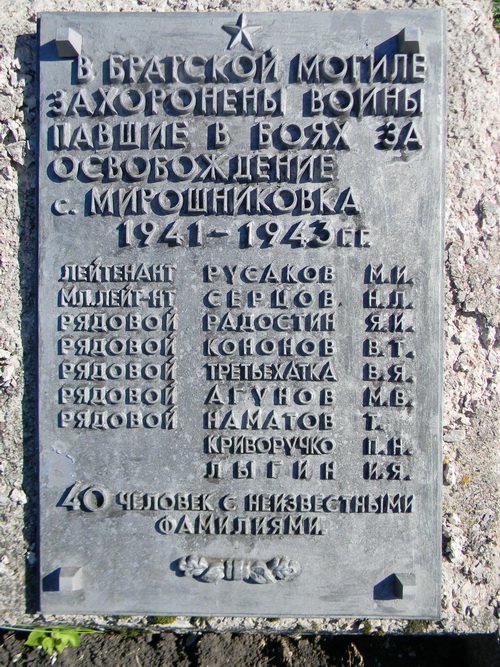 В БРАТСКОЙ МОГИЛЕ
ЗАХОРОНЕНЫ ВОИНЫ
ПАВШИЕ В БОЯХ ЗА
ОСВОБОЖДЕНИЕ
с. МИРОШНИКОВКА
1941-1943 г.г.
ЛЕЙТЕНАНТ РУСАКОВ М.И.
МЛ.ЛЕЙТ-НТ СЕРЦОВ. Н.Л.
РЯДОВОЙ РАДОСТИН Я.И.
РЯДОВОЙ КОНОНОВ В.Т.
РЯДОВОЙ ТРЕТЬЕХАТКА В.Я.
РЯДОВОЙ АГУНОВ М.В.
РЯДОВОЙ НАМАТОВ Т.
КРИВОРУЧКО П.Н.
ЛЫГИН И.Я.
40 ЧЕЛОВЕК С НЕИЗВЕСТНЫМИ
ФАМИЛИЯМИ.